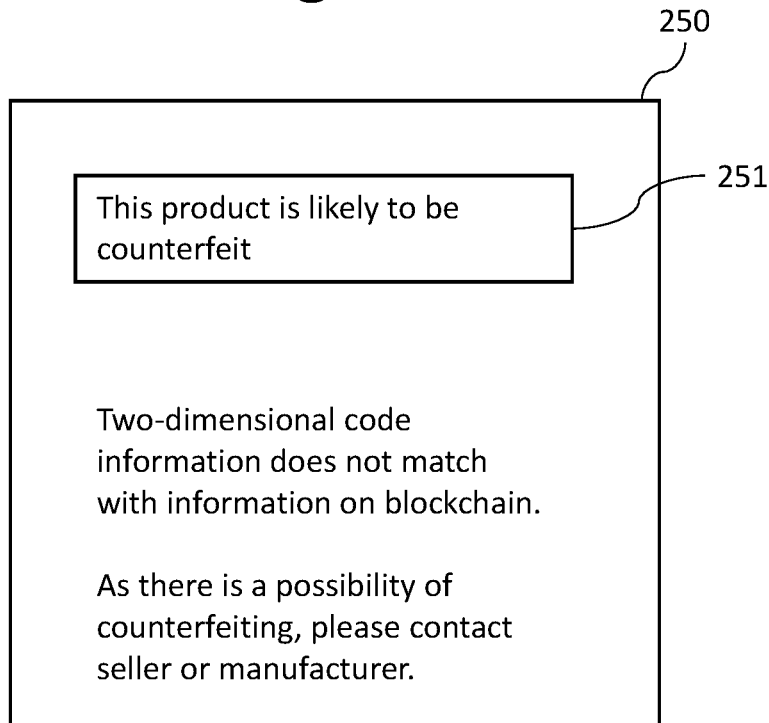 250
251
This product is likely to be
counterfeit
Two-dimensional code
information does not match
with information on blockchain.
As there is a possibility of
counterfeiting, please contact
seller or manufacturer.